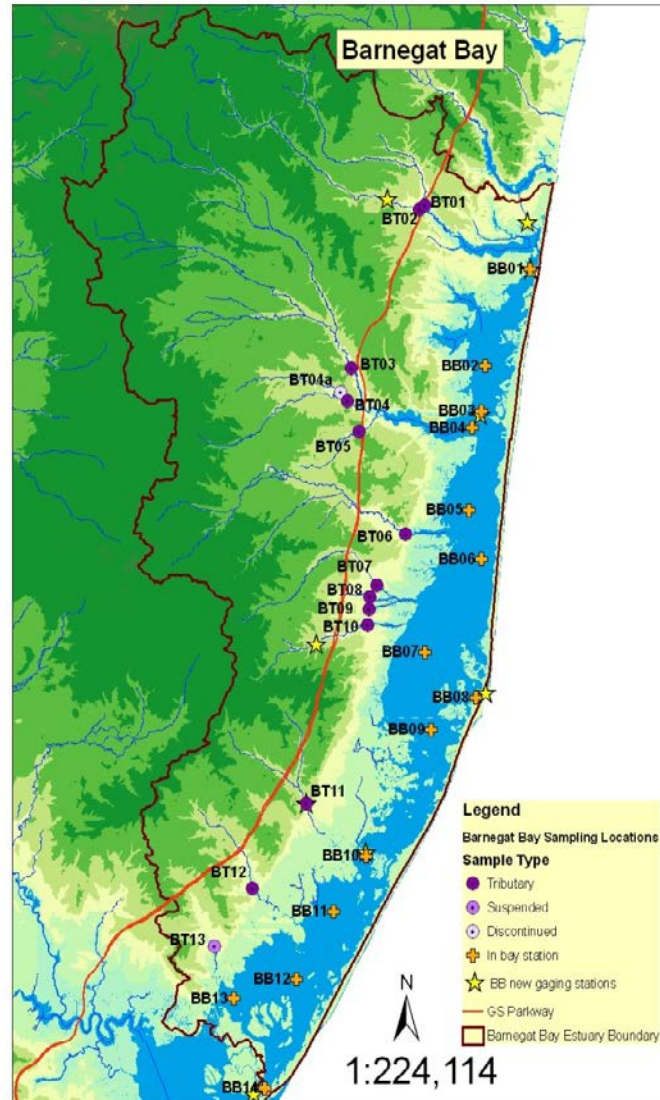 Barnegat Bay
BT01
BT02
BB01
BT03
BB02
BT04a
BT04
BB03
BB04
BT05
BB05
BT06
BB06
BT07
BT08
BT09
BT10
BB07
BB08
BB09
BT11
BB10
BT12
BB11
BT13
BB12
BB13
BB14
N
1:224,114
Legend
Barnegat Bay Sampling Locations
Sample Type
Tributary
Suspended
Discontinued
In bay station
BB new gaging stations
GS Parkway
Barnegat Bay Estuary Boundary